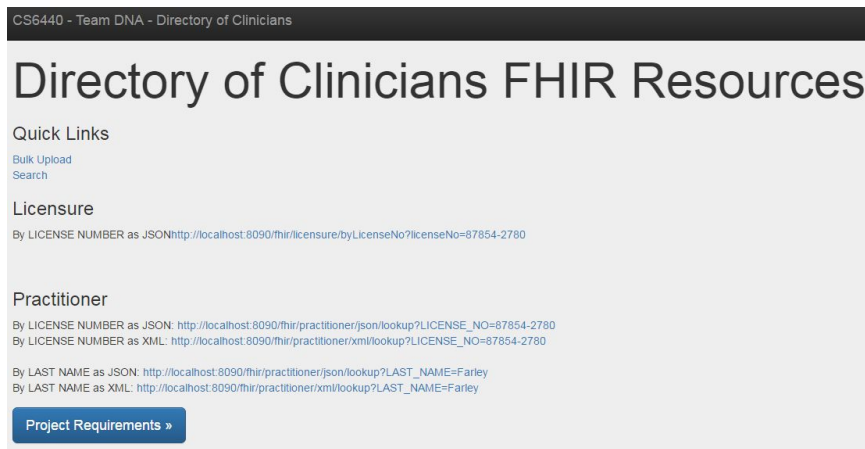 CS6440 - Team DNA - Directory of Clinicians
Directory of Clinicians FHIR Resources
Quick Links
Bulk Upload
Search
Licensure
By LICENSE NUMBER as JSONhttp://localhost:8090/fhir/licensure/byLicenseNo?licenseNo=87854-2780
Practitioner
By LICENSE NUMBER as JSON: http://localhost:8090/fhir/practitioner/json/lookup?LICENSE_NO=87854-2780
By LICENSE NUMBER as XML: http://localhost:8090/fhir/practitioner/xml/lookup?LICENSE_NO=87854-2780
By LAST NAME as JSON: http://localhost:8090/fhir/practitioner/json/lookup?LAST_NAME=Farley
By LAST NAME as XML: http://localhost:8090/fhir/practitioner/xml/lookup?LAST_NAME=Farley
Project Requirements »